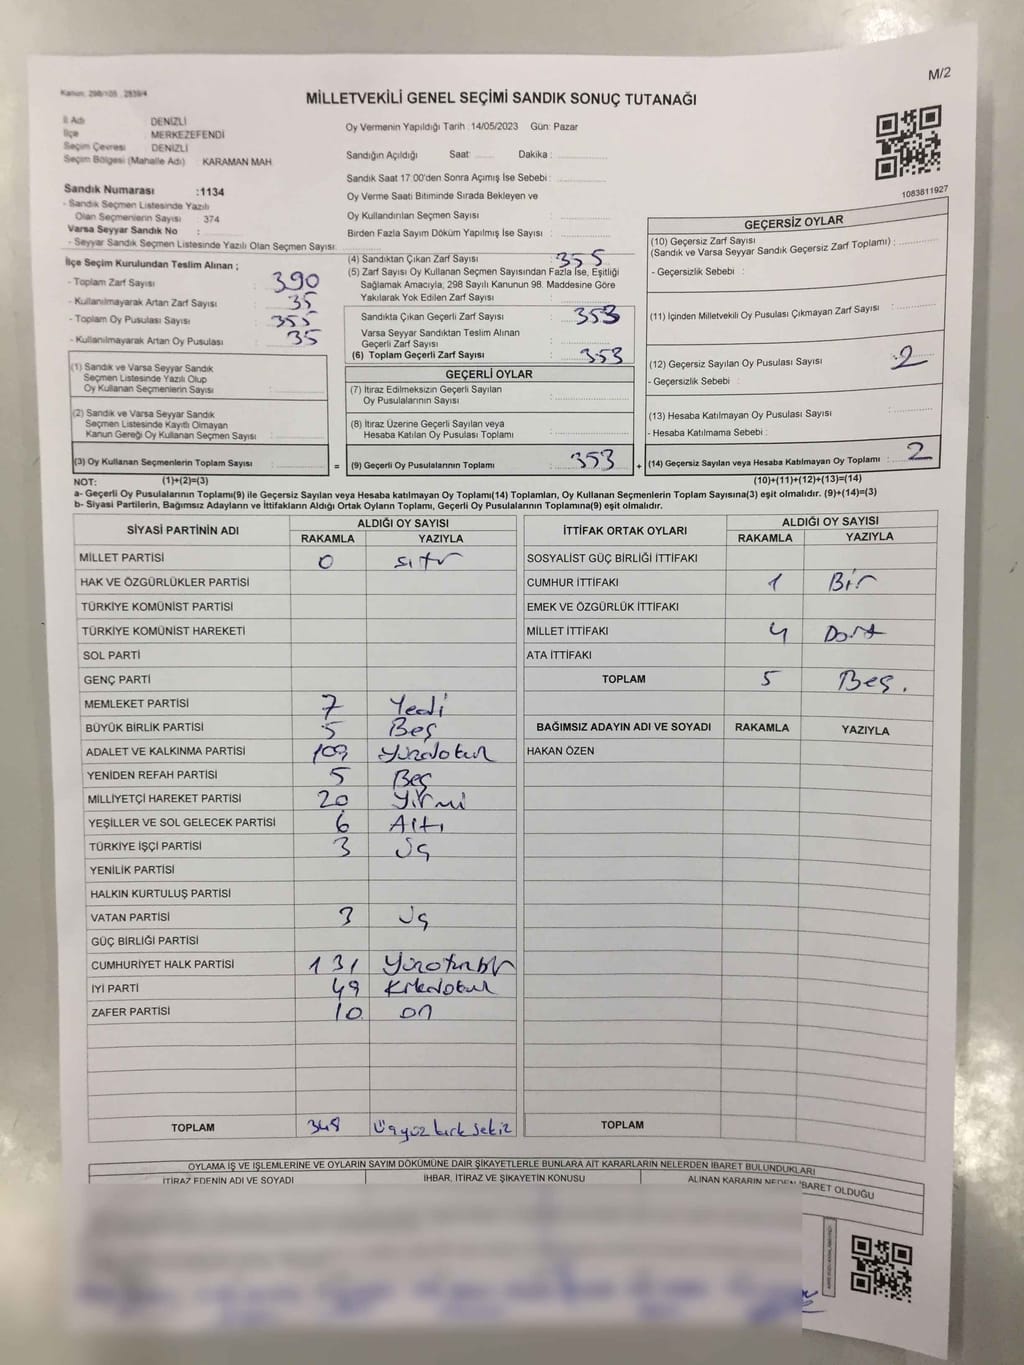 Kanun: 298/105 , 2839/4
M/2
MİLLETVEKİLİ GENEL SEÇİMİ SANDIK SONUÇ TUTANAĞI
İl Adı DENİZLİ
İlçe MERKEZEFENDİ
Seçim Çevresi DENİZLİ
Seçim Bölgesi (Mahalle Adı) KARAMAN MAH.
Sandık Numarası :1134
- Sandık Seçmen Listesinde Yazılı
Olan Seçmenlerin Sayısı : 374
Varsa Seyyar Sandık No :
- Seyyar Sandık Seçmen Listesinde Yazılı Olan Seçmen Sayısı:
Oy Vermenin Yapıldığı Tarih :14/05/2023 Gün: Pazar
Sandığın Açıldığı Saat: Dakika :
Sandık Saat 17:00'den Sonra Açımış İse Sebebi :
Oy Verme Saati Bitiminde Sırada Bekleyen ve
Oy Kullandırılan Seçmen Sayısı :
Birden Fazla Sayım Döküm Yapılmış İse Sayısı :
1083811927
İlçe Seçim Kurulundan Teslim Alınan ;
- Toplam Zarf Sayısı : 390
- Kullanılmayarak Artan Zarf Sayısı : 35
- Toplam Oy Pusulası Sayısı : 355
- Kullanılmayarak Artan Oy Pusulası : 35
(1) Sandık ve Varsa Seyyar Sandık
Seçmen Listesinde Yazılı Olup
Oy Kullanan Seçmenlerin Sayısı :
(2) Sandık ve Varsa Seyyar Sandık
Seçmen Listesinde Kayıtlı Olmayan
Kanun Gereği Oy Kullanan Seçmen Sayısı :
(3) Oy Kullanan Seçmenlerin Toplam Sayısı :
(4) Sandıktan Çıkan Zarf Sayısı : 355
(5) Zarf Sayısı Oy Kullanan Seçmen Sayısından Fazla İse, Eşitliği
Sağlamak Amacıyla; 298 Sayılı Kanunun 98. Maddesine Göre
Yakılarak Yok Edilen Zarf Sayısı :
Sandıkta Çıkan Geçerli Zarf Sayısı : 353
Varsa Seyyar Sandıktan Teslim Alınan
Geçerli Zarf Sayısı :
(6) Toplam Geçerli Zarf Sayısı : 353
GEÇERLİ OYLAR
(7) İtiraz Edilmeksizin Geçerli Sayılan
Oy Pusulalarının Sayısı :
(8) İtiraz Üzerine Geçerli Sayılan veya
Hesaba Katılan Oy Pusulası Toplamı :
= (9) Geçerli Oy Pusulalarının Toplamı : 353 +
GEÇERSİZ OYLAR
(10) Geçersiz Zarf Sayısı
(Sandık ve Varsa Seyyar Sandık Geçersiz Zarf Toplamı) :
- Geçersizlik Sebebi :
(11) İçinden Milletvekili Oy Pusulası Çıkmayan Zarf Sayısı :
(12) Geçersiz Sayılan Oy Pusulası Sayısı : 2
- Geçersizlik Sebebi :
(13) Hesaba Katılmayan Oy Pusulası Sayısı :
- Hesaba Katılmama Sebebi :
(14) Geçersiz Sayılan veya Hesaba Katılmayan Oy Toplamı : 2
NOT: (1)+(2)=(3) (10)+(11)+(12)+(13)=(14)
a- Geçerli Oy Pusulalarının Toplamı(9) ile Geçersiz Sayılan veya Hesaba katılmayan Oy Toplamı(14) Toplamları, Oy Kullanan Seçmenlerin Toplam Sayısına(3) eşit olmalıdır. (9)+(14)=(3)
b- Siyasi Partilerin, Bağımsız Adayların ve İttifakların Aldığı Ortak Oyların Toplamı, Geçerli Oy Pusulalarının Toplamına(9) eşit olmalıdır.
SİYASİ PARTİNİN ADI ALDIĞI OY SAYISI
RAKAMLA YAZIYLA
MİLLET PARTİSİ 0 sıfır
HAK VE ÖZGÜRLÜKLER PARTİSİ
TÜRKİYE KOMÜNİST PARTİSİ
TÜRKİYE KOMÜNİST HAREKETİ
SOL PARTİ
GENÇ PARTİ
MEMLEKET PARTİSİ 7 Yedi
BÜYÜK BİRLİK PARTİSİ 5 Beş
ADALET VE KALKINMA PARTİSİ 109 Yüzdokuz
YENİDEN REFAH PARTİSİ 5 Beş
MİLLİYETÇİ HAREKET PARTİSİ 20 Yirmi
YEŞİLLER VE SOL GELECEK PARTİSİ 6 Altı
TÜRKİYE İŞÇİ PARTİSİ 3 Üç
YENİLİK PARTİSİ
HALKIN KURTULUŞ PARTİSİ
VATAN PARTİSİ 3 Üç
GÜÇ BİRLİĞİ PARTİSİ
CUMHURİYET HALK PARTİSİ 131 Yüzotuzbir
İYİ PARTİ 49 Kırkdokuz
ZAFER PARTİSİ 10 on
TOPLAM 348 Üçyüz kırk sekiz
İTTİFAK ORTAK OYLARI ALDIĞI OY SAYISI
RAKAMLA YAZIYLA
SOSYALİST GÜÇ BİRLİĞİ İTTİFAKI
CUMHUR İTTİFAKI 1 Bir
EMEK VE ÖZGÜRLÜK İTTİFAKI
MİLLET İTTİFAKI 4 Dört
ATA İTTİFAKI
TOPLAM 5 Beş.
BAĞIMSIZ ADAYIN ADI VE SOYADI RAKAMLA YAZIYLA
HAKAN ÖZEN
TOPLAM
OYLAMA İŞ VE İŞLEMLERİNE VE OYLARIN SAYIM DÖKÜMÜNE DAİR ŞİKAYETLERLE BUNLARA AİT KARARLARIN NELERDEN İBARET BULUNDUKLARI
İTİRAZ EDENİN ADI VE SOYADI İHBAR, İTİRAZ VE ŞİKAYETİN KONUSU ALINAN KARARIN NEDEN İBARET OLDUĞU